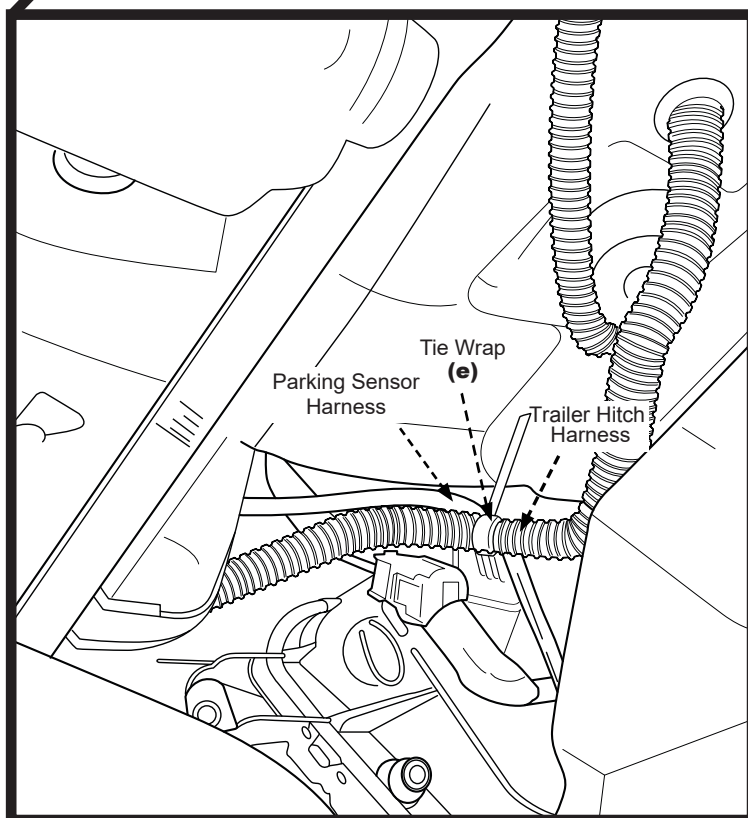 Tie Wrap
(e)
Parking Sensor
Harness
Trailer Hitch
Harness